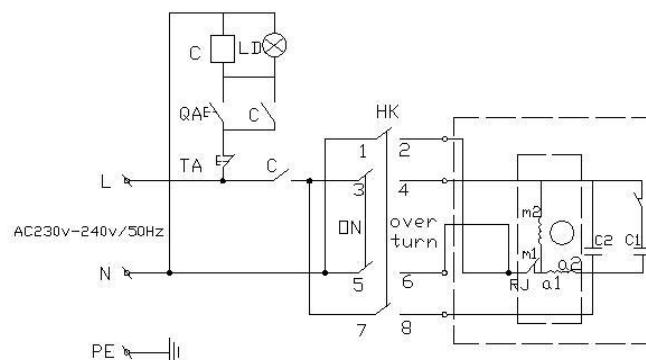 C LD
QA C HK
1 2
TA C
L 3 4
m2
AC230v-240v/50Hz ON over turn C2 C1
m1 a2
N 5 6 RJ a1
7 8
PE